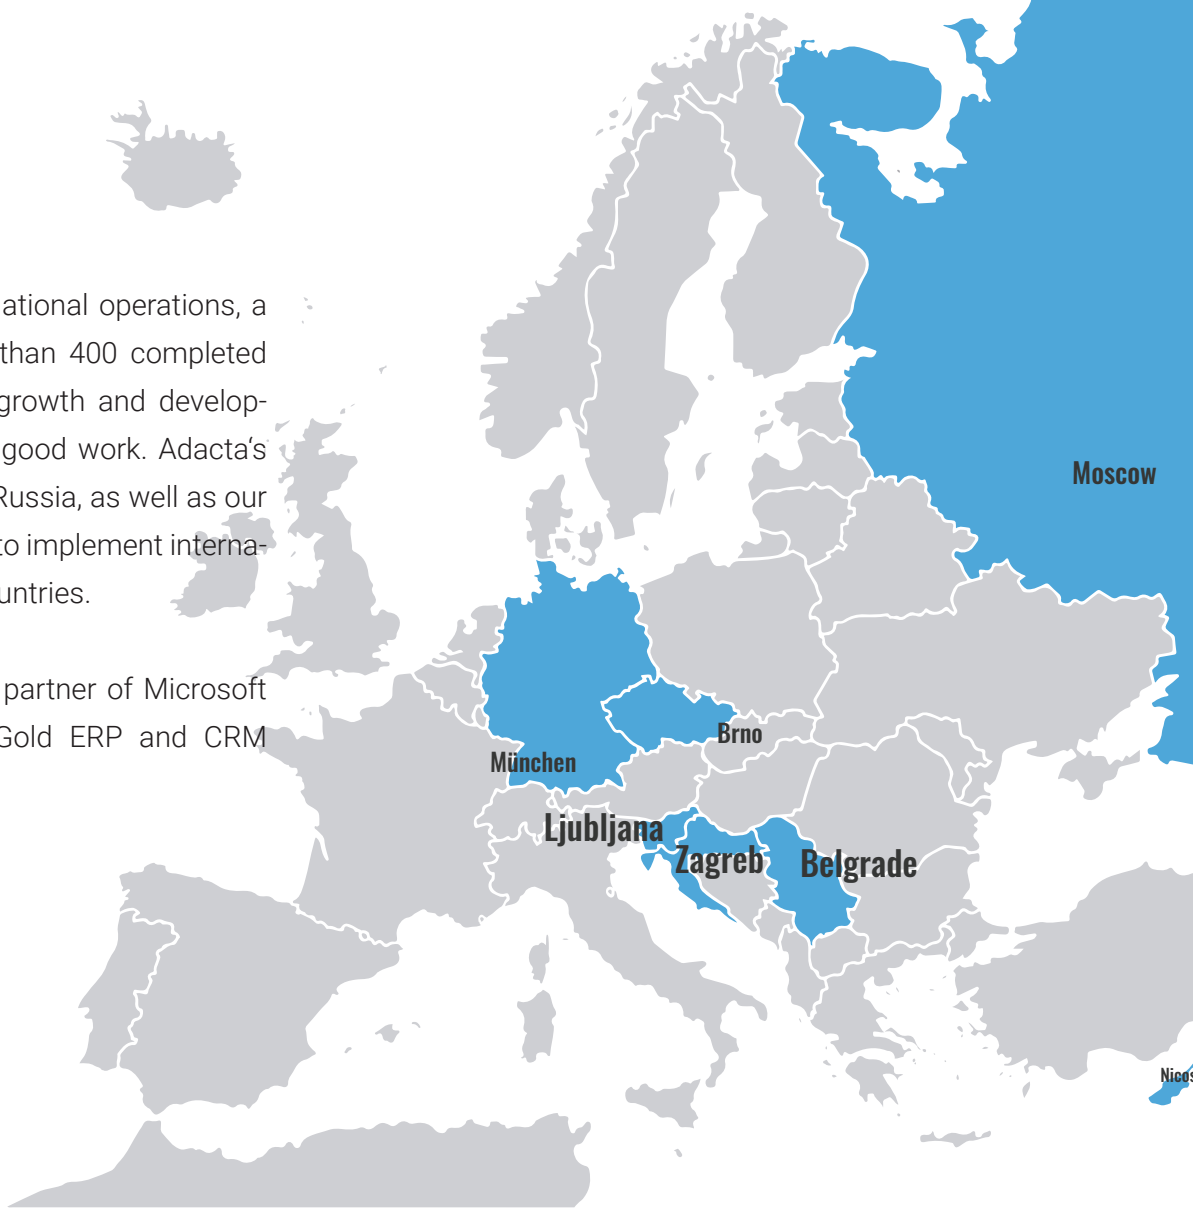 ational operations, a
than 400 completed
growth and develop-
good work. Adacta‘s
Russia, as well as our
to implement interna-
untries.
partner of Microsoft
Gold ERP and CRM
Moscow
Brno
München
Ljubljana
Zagreb
Belgrade
Nicos